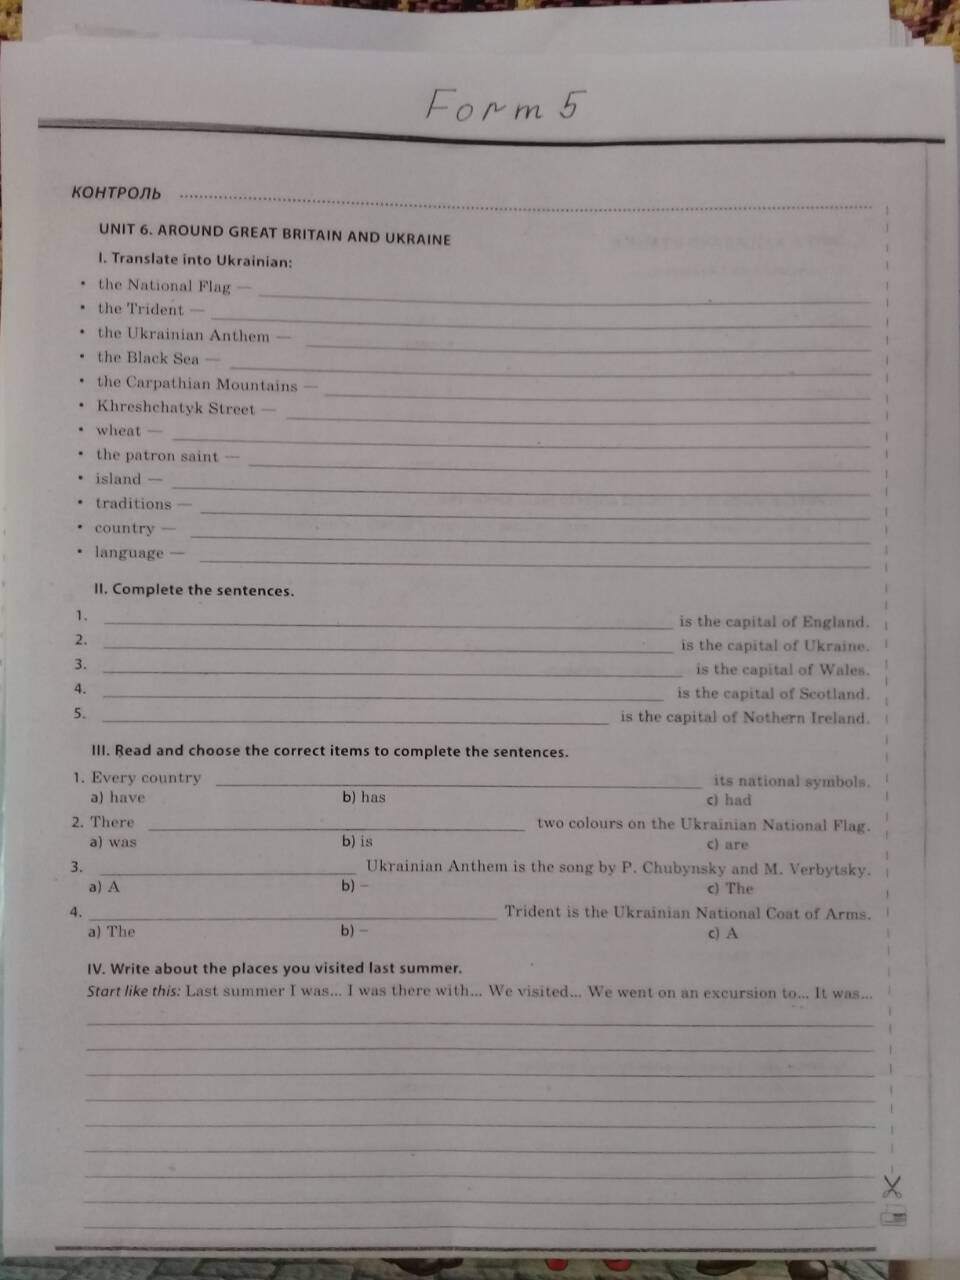 Form 5
КОНТРОЛЬ
UNIT 6. AROUND GREAT BRITAIN AND UKRAINE
I. Translate into Ukrainian:
• the National Flag —
• the Trident —
• the Ukrainian Anthem —
• the Black Sea —
• the Carpathian Mountains —
• Khreshchatyk Street —
• wheat —
• the patron saint —
• island —
• traditions —
• country —
• language —
II. Complete the sentences.
1. is the capital of England.
2. is the capital of Ukraine.
3. is the capital of Wales.
4. is the capital of Scotland.
5. is the capital of Nothern Ireland.
III. Read and choose the correct items to complete the sentences.
1. Every country its national symbols.
a) have b) has c) had
2. There two colours on the Ukrainian National Flag.
a) was b) is c) are
3. Ukrainian Anthem is the song by P. Chubynsky and M. Verbytsky.
a) A b) – c) The
4. Trident is the Ukrainian National Coat of Arms.
a) The b) – c) A
IV. Write about the places you visited last summer.
Start like this: Last summer I was... I was there with... We visited... We went on an excursion to... It was...